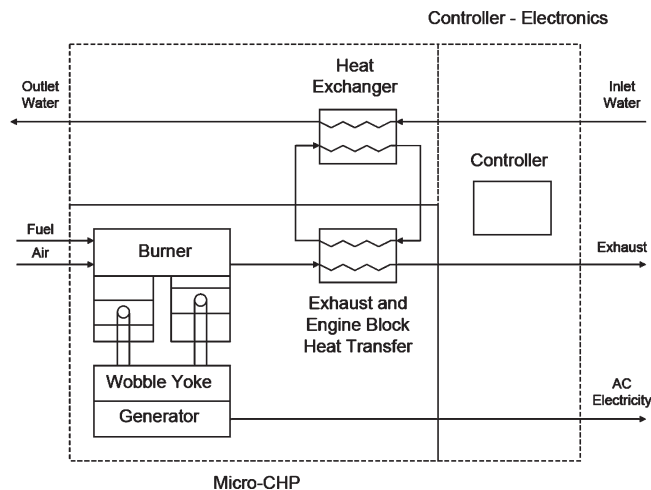 Controller - Electronics
Heat
Exchanger
Outlet
Water
Inlet
Water
Controller
Fuel
Air
Burner
Exhaust
Exhaust and
Engine Block
Heat Transfer
Wobble Yoke
Generator
AC
Electricity
Micro-CHP